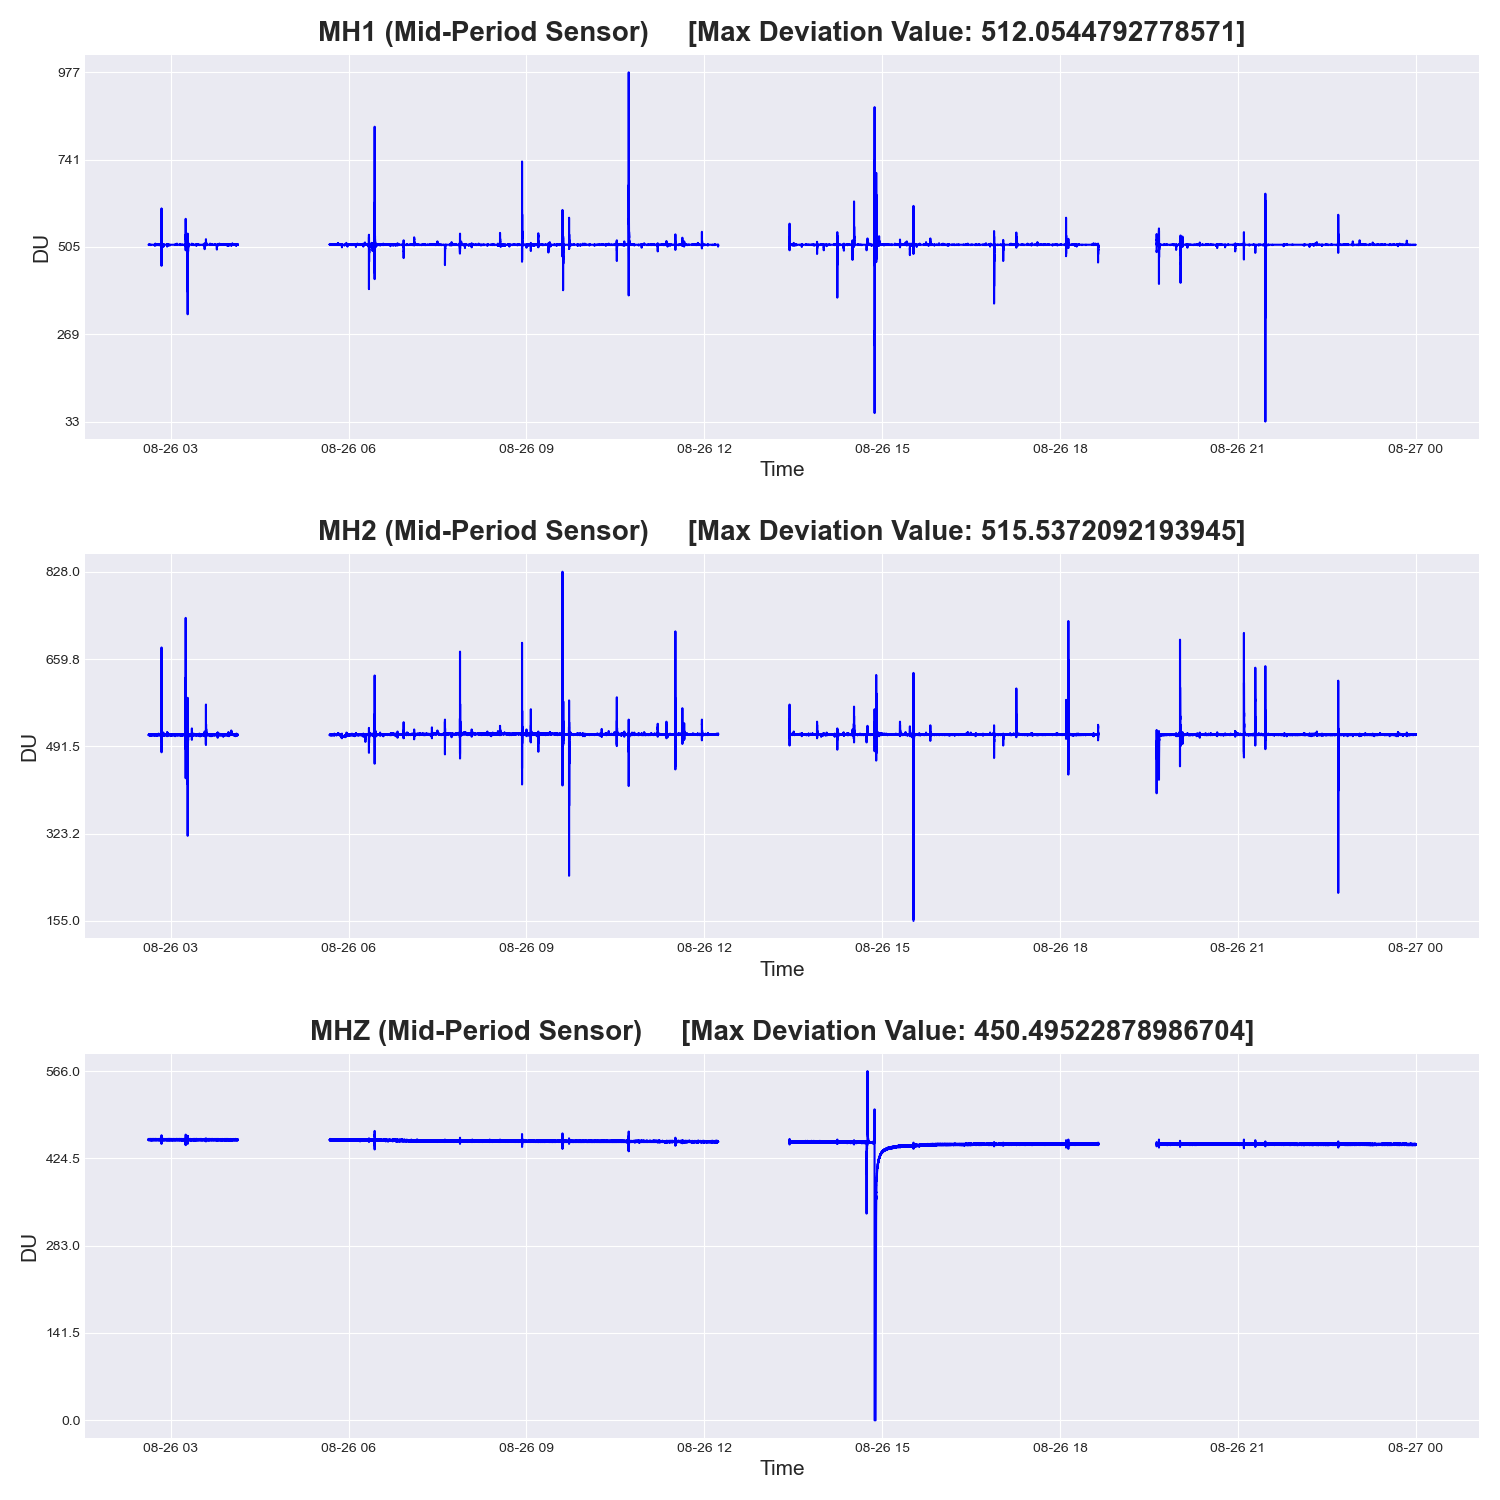 MH1 (Mid-Period Sensor) [Max Deviation Value: 512.0544792778571]
977
741
505
269
33
DU
08-26 03 08-26 06 08-26 09 08-26 12 08-26 15 08-26 18 08-26 21 08-27 00
Time
MH2 (Mid-Period Sensor) [Max Deviation Value: 515.5372092193945]
828.0
659.8
491.5
323.2
155.0
DU
08-26 03 08-26 06 08-26 09 08-26 12 08-26 15 08-26 18 08-26 21 08-27 00
Time
MHZ (Mid-Period Sensor) [Max Deviation Value: 450.49522878986704]
566.0
424.5
283.0
141.5
0.0
DU
08-26 03 08-26 06 08-26 09 08-26 12 08-26 15 08-26 18 08-26 21 08-27 00
Time